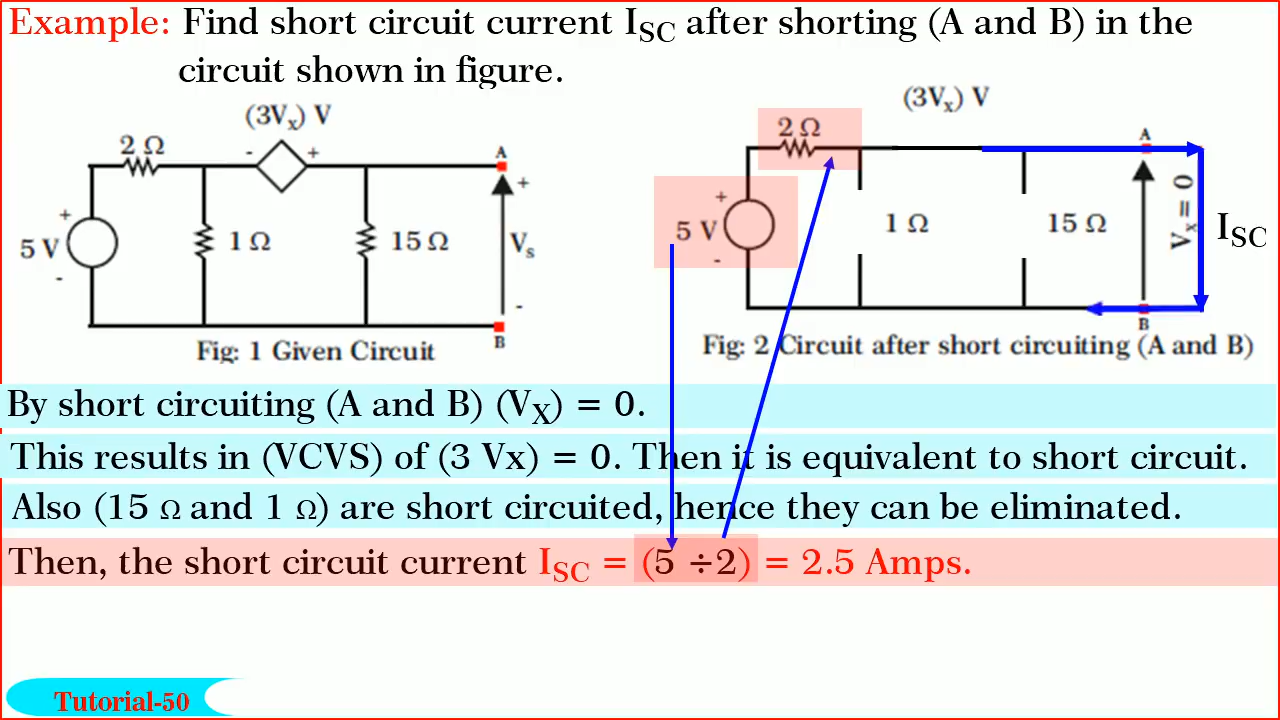 Example: Find short circuit current ISC after shorting (A and B) in the
circuit shown in figure.
(3Vx) V
2 Ω
- +
A
+
+
5 V
1 Ω
15 Ω
Vs
-
-
B
Fig: 1 Given Circuit
(3Vx) V
2 Ω
A
+
5 V
1 Ω
15 Ω
Vx = 0
ISC
-
B
Fig: 2 Circuit after short circuiting (A and B)
By short circuiting (A and B) (VX) = 0.
This results in (VCVS) of (3 Vx) = 0. Then it is equivalent to short circuit.
Also (15 Ω and 1 Ω) are short circuited, hence they can be eliminated.
Then, the short circuit current ISC = (5 ÷2) = 2.5 Amps.
Tutorial-50